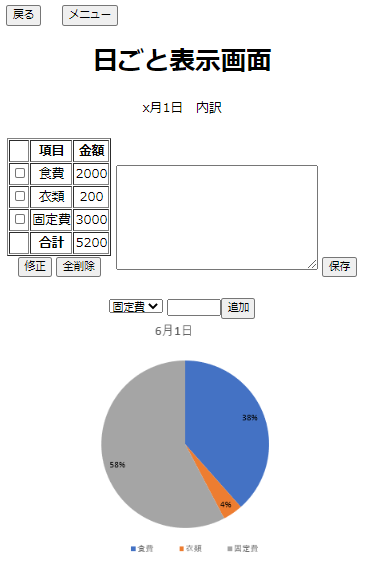 戻る メニュー
日ごと表示画面
x月1日 内訳
項目 金額
食費 2000
衣類 200
固定費 3000
合計 5200
修正 全削除 保存
固定費 追加
6月1日
38%
58%
4%
食費 衣類 固定費